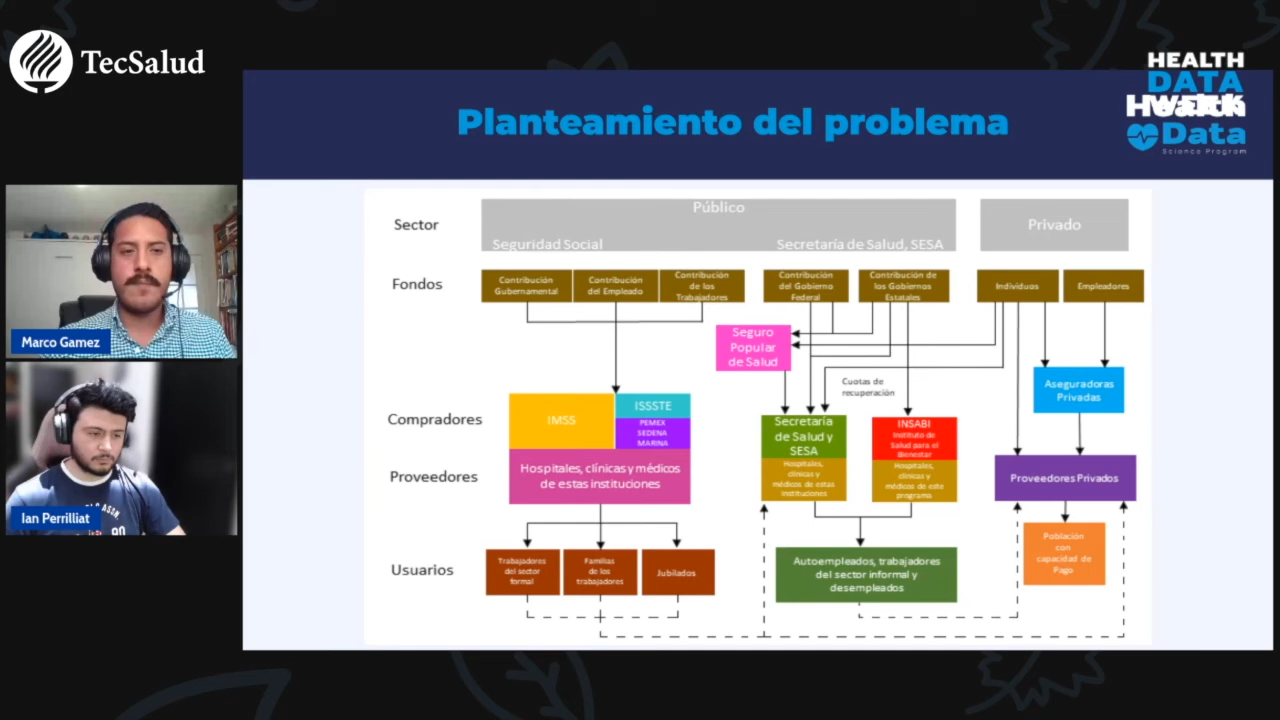 TecSalud
HEALTH
DATA
Health
Data
Science Program
Planteamiento del problema
Marco Gamez
Ian Perrilliat
Sector
Público
Seguridad Social
Secretaría de Salud, SESA
Privado
Fondos
Contribución
Gubernamental
Contribución
del Empleado
Contribución
de los
Trabajadores
Contribución
del Gobierno
Federal
Contribución de
los Gobiernos
Estatales
Individuos
Empleadores
Seguro
Popular
de Salud
Cuotas de
recuperación
Aseguradoras
Privadas
Compradores
IMSS
ISSSTE
PEMEX
SEDENA
MARINA
Secretaría
de Salud y
SESA
INSABI
Instituto de
Salud para el
Bienestar
Proveedores
Hospitales, clínicas y médicos
de estas instituciones
Hospitales,
clínicas y
médicos de estas
instituciones
Hospitales,
clínicas y
médicos de este
programa
Proveedores Privados
Usuarios
Trabajadores
del sector
formal
Familias
de los
trabajadores
Jubilados
Autoempleados, trabajadores
del sector informal y
desempleados
Población
con
capacidad de
Pago